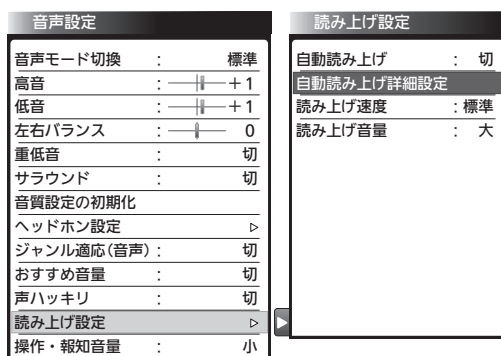 音声設定
音声モード切換 : 標準
高音 : +1
低音 : +1
左右バランス : 0
重低音 : 切
サラウンド : 切
音質設定の初期化
ヘッドホン設定
ジャンル適応(音声) : 切
おすすめ音量 : 切
声ハッキリ : 切
読み上げ設定
操作・報知音量 : 小
読み上げ設定
自動読み上げ : 切
自動読み上げ詳細設定
読み上げ速度 : 標準
読み上げ音量 : 大